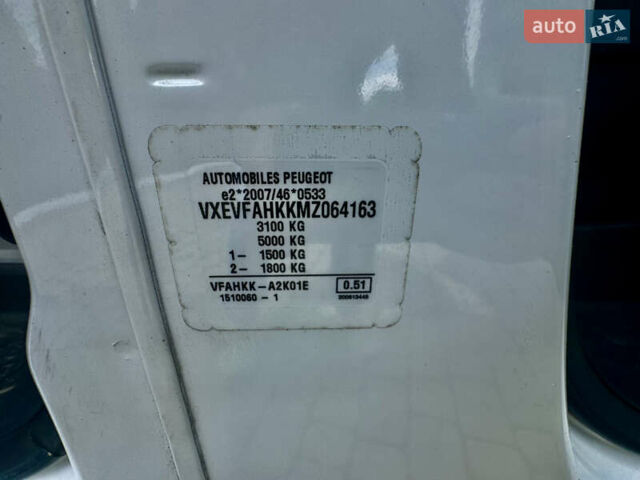 auto RIA .com
AUTOMOBILES PEUGEOT
e2*2007/46*0533
VXEVFAHKKMZ064163
3100 KG
5000 KG
1- 1500 KG
2- 1800 KG
VFAHKK-A2K01E 0.51
1510060-1